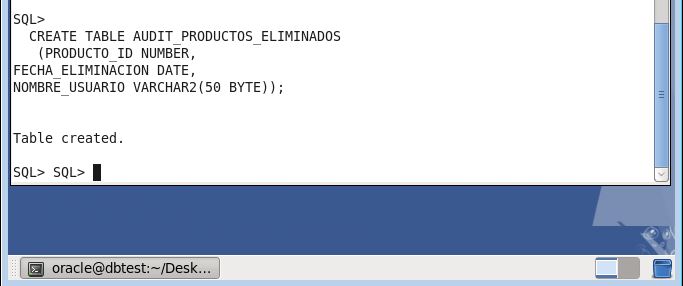 SQL>
CREATE TABLE AUDIT_PRODUCTOS_ELIMINADOS
(PRODUCTO_ID NUMBER,
FECHA_ELIMINACION DATE,
NOMBRE_USUARIO VARCHAR2(50 BYTE));
Table created.
SQL> SQL>
oracle@dbtest:~/Desk...